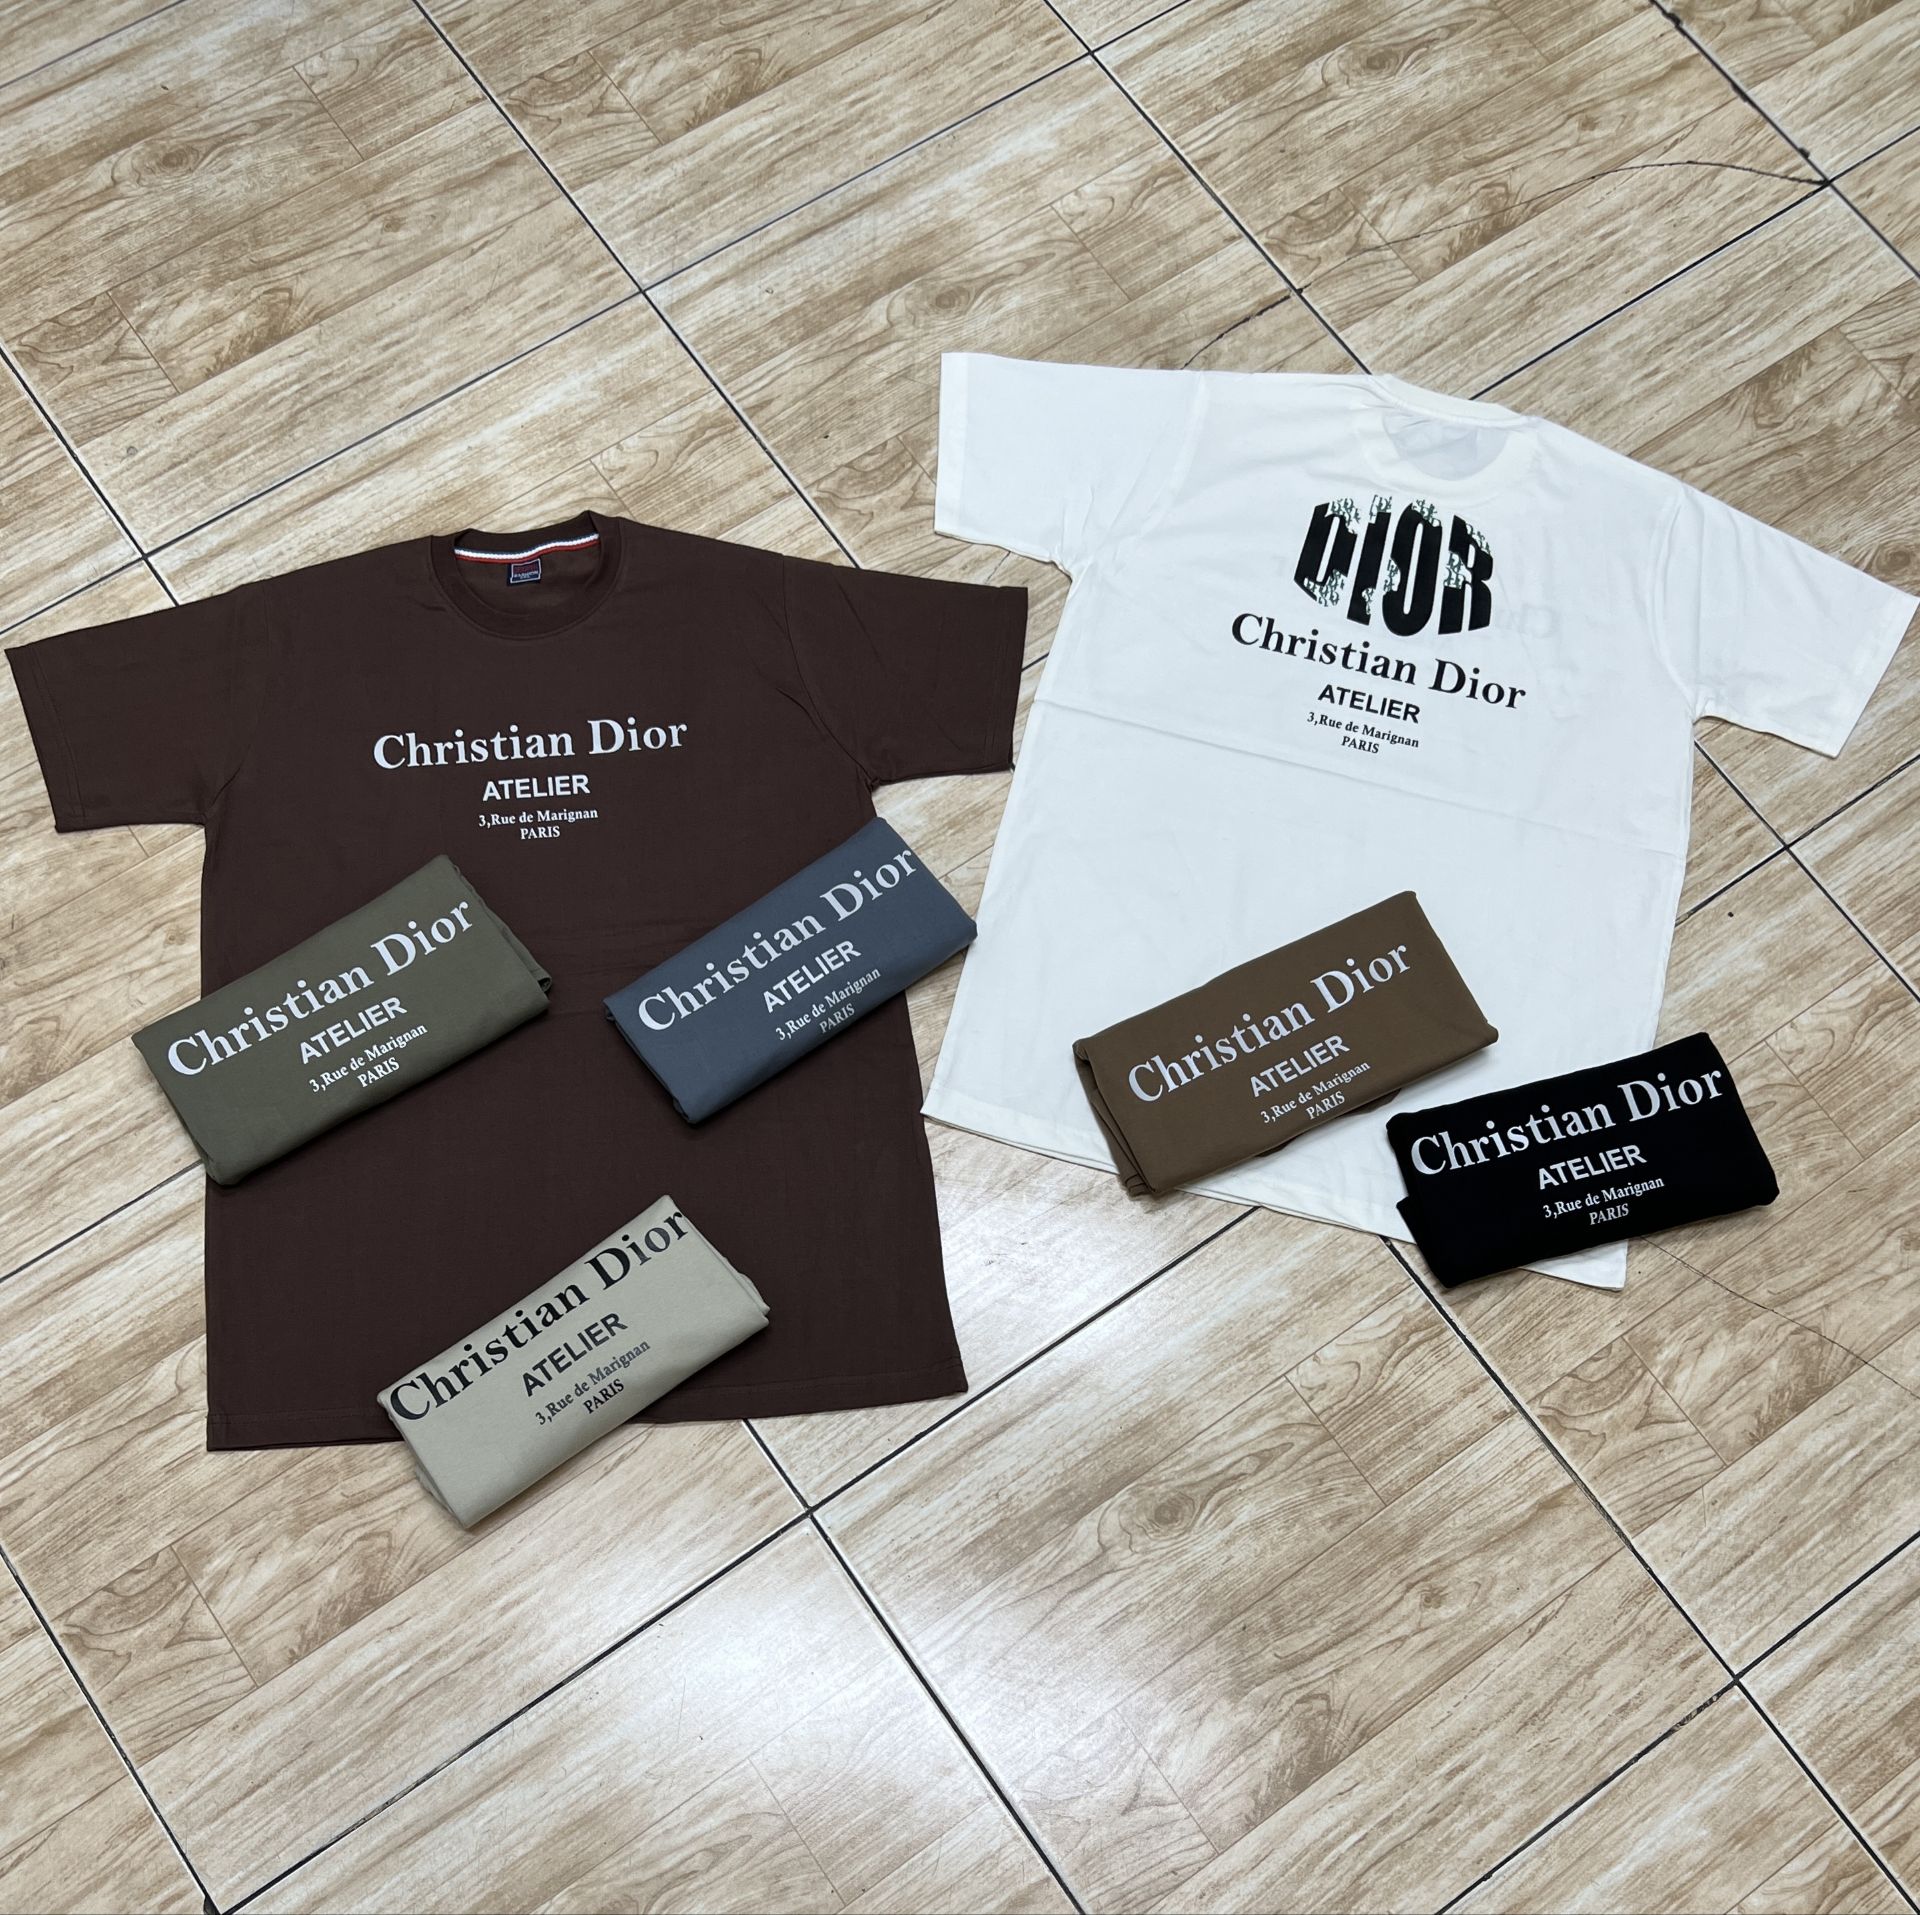 Christian Dior
ATELIER
3,Rue de Marignan
PARIS
DIOR
Christian Dior
ATELIER
3,Rue de Marignan
PARIS
Christian Dior
ATELIER
3,Rue de Marignan
PARIS
Christian Dior
ATELIER
3,Rue de Marignan
PARIS
Christian Dior
ATELIER
3,Rue de Marignan
PARIS
Christian Dior
ATELIER
3,Rue de Marignan
PARIS
Christian Dior
ATELIER
3,Rue de Marignan
PARIS